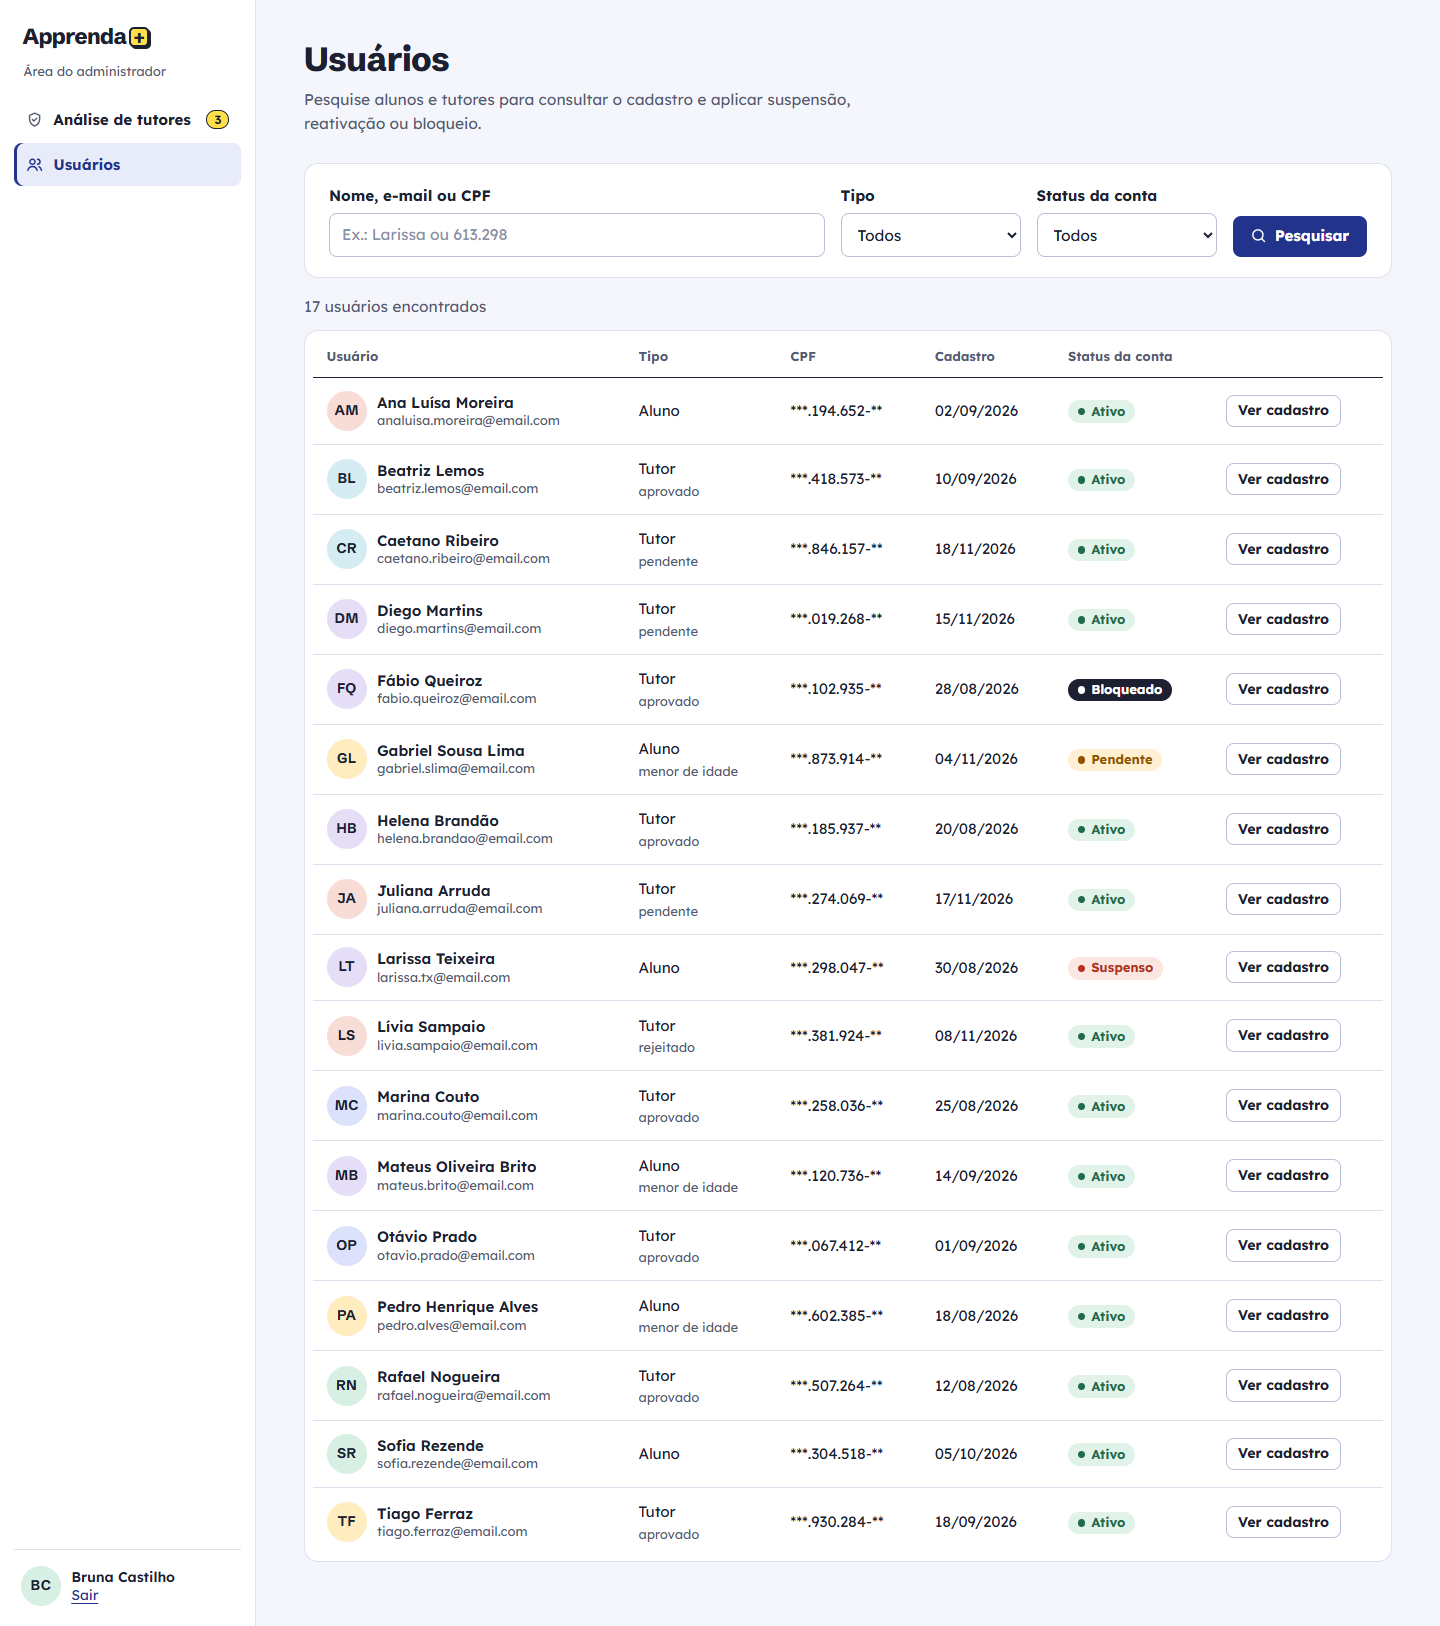 Apprenda+
Área do administrador
Análise de tutores 3
Usuários
Usuários
Pesquise alunos e tutores para consultar o cadastro e aplicar suspensão,
reativação ou bloqueio.
Nome, e-mail ou CPF Tipo Status da conta
Ex.: Larissa ou 613.298 Todos Todos Pesquisar
17 usuários encontrados
Usuário Tipo CPF Cadastro Status da conta
AM Ana Luísa Moreira Aluno ***.194.652-** 02/09/2026 Ativo Ver cadastro
analuisa.moreira@email.com
BL Beatriz Lemos Tutor ***.418.573-** 10/09/2026 Ativo Ver cadastro
beatriz.lemos@email.com aprovado
CR Caetano Ribeiro Tutor ***.846.157-** 18/11/2026 Ativo Ver cadastro
caetano.ribeiro@email.com pendente
DM Diego Martins Tutor ***.019.268-** 15/11/2026 Ativo Ver cadastro
diego.martins@email.com pendente
FQ Fábio Queiroz Tutor ***.102.935-** 28/08/2026 Bloqueado Ver cadastro
fabio.queiroz@email.com aprovado
GL Gabriel Sousa Lima Aluno ***.873.914-** 04/11/2026 Pendente Ver cadastro
gabriel.slima@email.com menor de idade
HB Helena Brandão Tutor ***.185.937-** 20/08/2026 Ativo Ver cadastro
helena.brandao@email.com aprovado
JA Juliana Arruda Tutor ***.274.069-** 17/11/2026 Ativo Ver cadastro
juliana.arruda@email.com pendente
LT Larissa Teixeira Aluno ***.298.047-** 30/08/2026 Suspenso Ver cadastro
larissa.tx@email.com
LS Lívia Sampaio Tutor ***.381.924-** 08/11/2026 Ativo Ver cadastro
livia.sampaio@email.com rejeitado
MC Marina Couto Tutor ***.258.036-** 25/08/2026 Ativo Ver cadastro
marina.couto@email.com aprovado
MB Mateus Oliveira Brito Aluno ***.120.736-** 14/09/2026 Ativo Ver cadastro
mateus.brito@email.com menor de idade
OP Otávio Prado Tutor ***.067.412-** 01/09/2026 Ativo Ver cadastro
otavio.prado@email.com aprovado
PA Pedro Henrique Alves Aluno ***.602.385-** 18/08/2026 Ativo Ver cadastro
pedro.alves@email.com menor de idade
RN Rafael Nogueira Tutor ***.507.264-** 12/08/2026 Ativo Ver cadastro
rafael.nogueira@email.com aprovado
SR Sofia Rezende Aluno ***.304.518-** 05/10/2026 Ativo Ver cadastro
sofia.rezende@email.com
TF Tiago Ferraz Tutor ***.930.284-** 18/09/2026 Ativo Ver cadastro
tiago.ferraz@email.com aprovado
BC Bruna Castilho
Sair